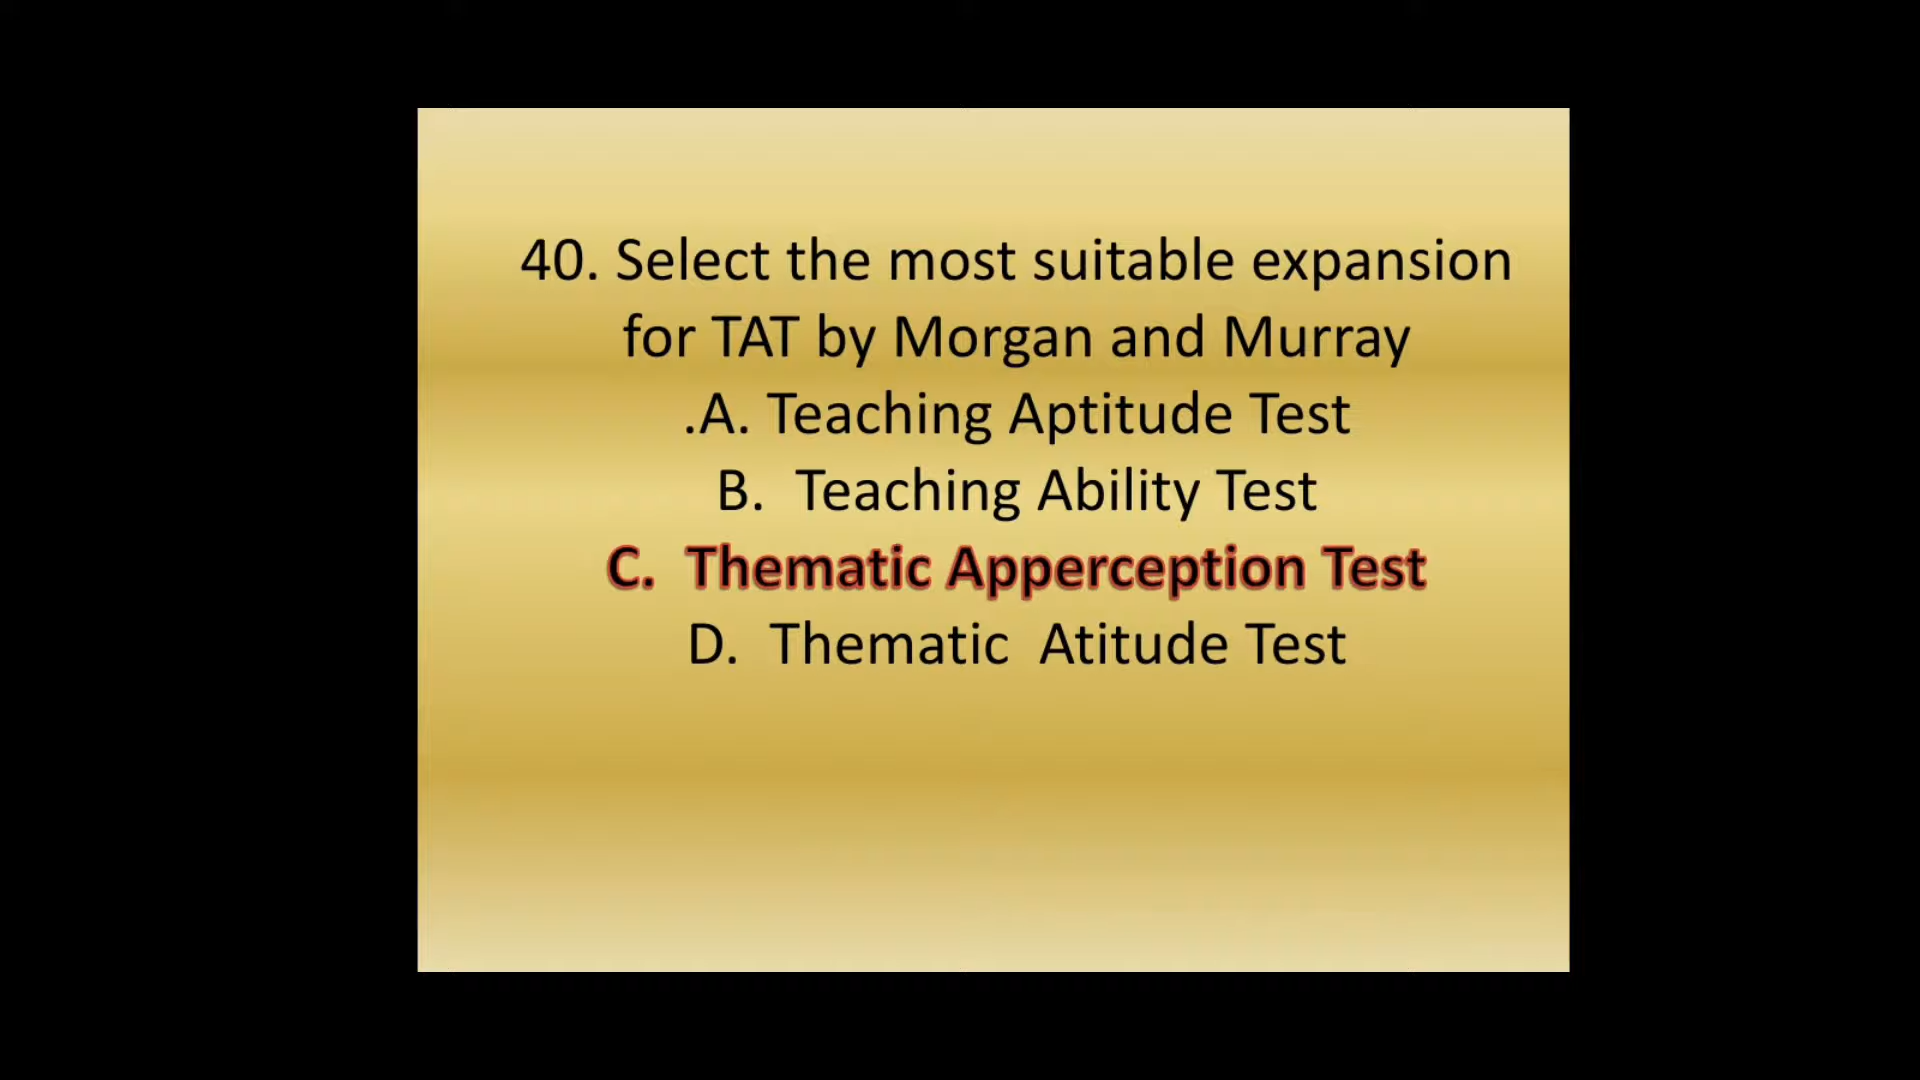 40. Select the most suitable expansion
for TAT by Morgan and Murray
.A. Teaching Aptitude Test
B. Teaching Ability Test
C. Thematic Apperception Test
D. Thematic Atitude Test